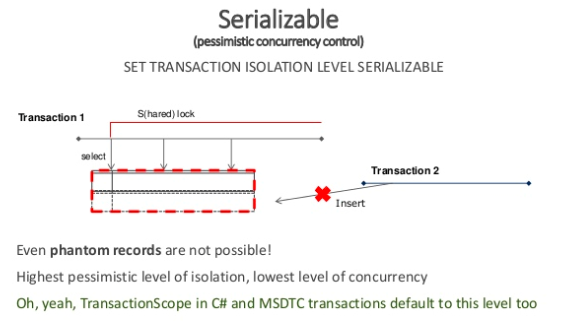 Serializable
(pessimistic concurrency control)
SET TRANSACTION ISOLATION LEVEL SERIALIZABLE
Transaction 1
S(hared) lock
select
Transaction 2
Insert
Even phantom records are not possible!
Highest pessimistic level of isolation, lowest level of concurrency
Oh, yeah, TransactionScope in C# and MSDTC transactions default to this level too